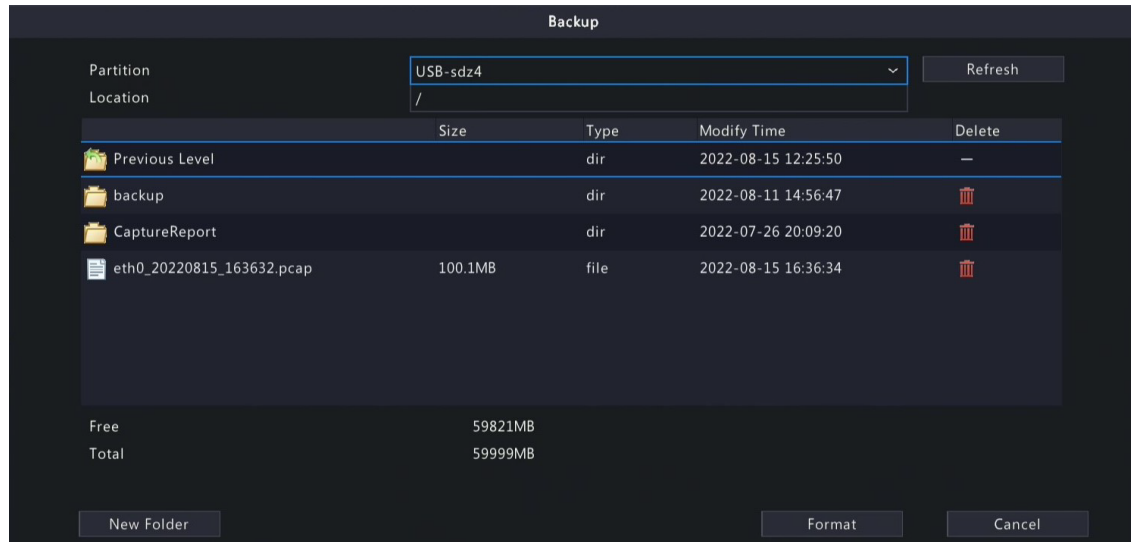 Backup
Partition USB-sdz4 Refresh
Location /
Size Type Modify Time Delete
Previous Level dir 2022-08-15 12:25:50 —
backup dir 2022-08-11 14:56:47
CaptureReport dir 2022-07-26 20:09:20
eth0_20220815_163632.pcap 100.1MB file 2022-08-15 16:36:34
Free 59821MB
Total 59999MB
New Folder Format Cancel